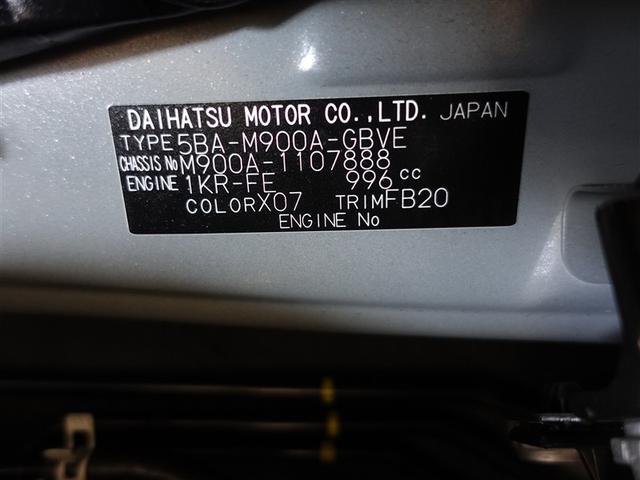 DAIHATSU MOTOR CO.,LTD. JAPAN
TYPE 5BA-M900A-GBVE
CHASSIS No M900A-1107888
ENGINE 1KR-FE 996 cc
COLOR X07 TRIM FB20
ENGINE No